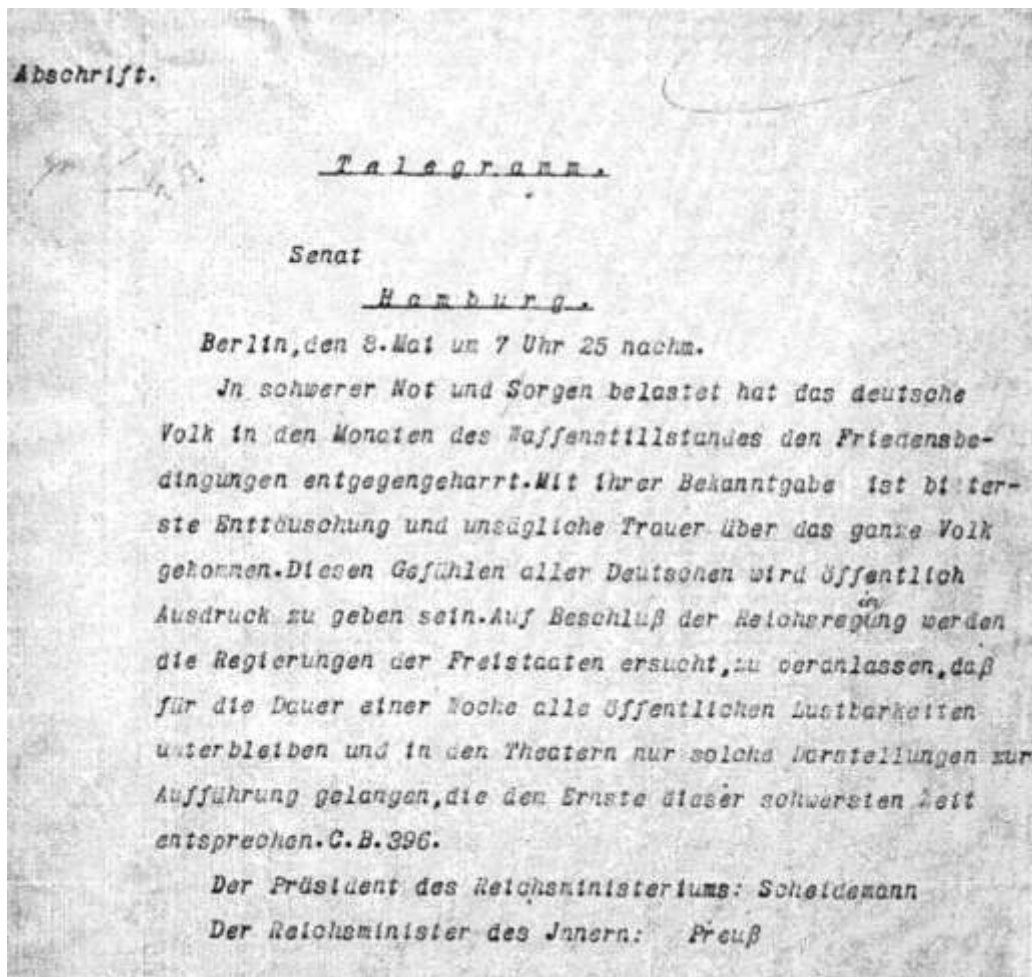 Abschrift.
Telegramm.
Senat
Hamburg.
Berlin,den 8.Mai um 7 Uhr 25 nachm.
Jn schwerer Not und Sorgen belastet hat das deutsche
Volk in den Monaten des Waffenstillstandes den Friedensbe-
dingungen entgegengeharrt.Mit ihrer Bekanntgabe ist bitter-
ste Enttäuschung und unsägliche Trauer über das ganze Volk
gekommen.Diesen Gefühlen aller Deutschen wird öffentlich
Ausdruck zu geben sein.Auf Beschluß der Reichsregierung werden
die Regierungen der Freistaaten ersucht,zu veranlassen,daß
für die Dauer einer Woche alle öffentlichen Lustbarkeiten
unterbleiben und in den Theatern nur solche Darstellungen zur
Aufführung gelangen,die dem Ernste dieser schwersten Zeit
entsprechen.C.B.396.
Der Präsident des Reichsministeriums: Scheidemann
Der Reichsminister des Jnnern: Preuß